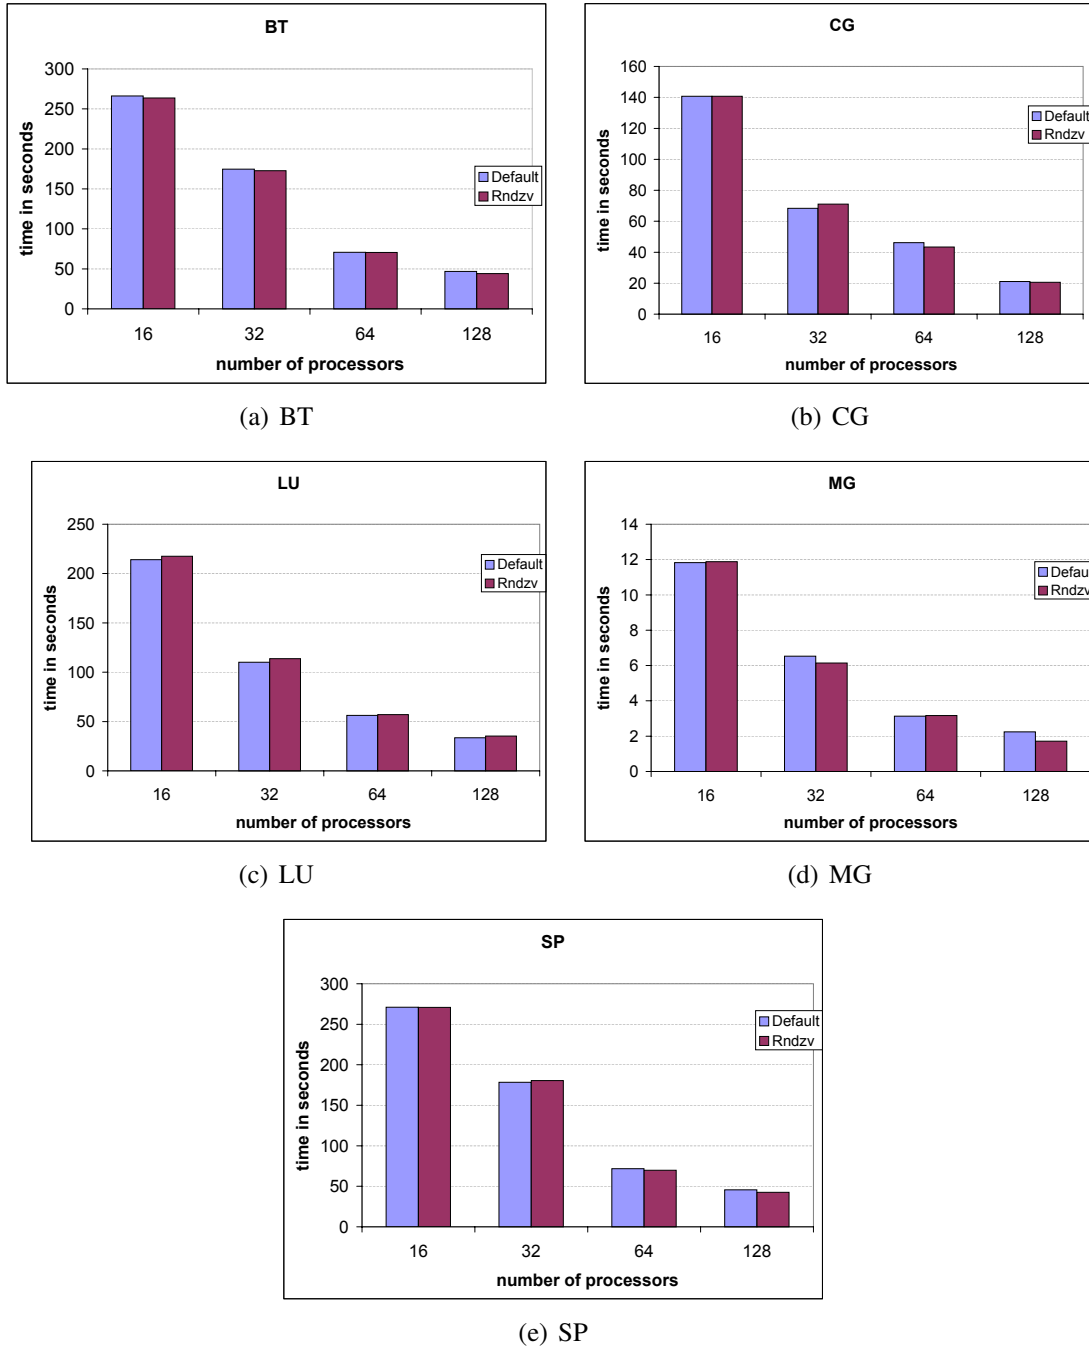 BT
300
250
200
150
100
50
0
time in seconds
16 32 64 128
number of processors
Default
Rndzv
(a) BT
CG
160
140
120
100
80
60
40
20
0
time in seconds
16 32 64 128
number of processors
Default
Rndzv
(b) CG
LU
250
200
150
100
50
0
time in seconds
16 32 64 128
number of processors
Default
Rndzv
(c) LU
MG
14
12
10
8
6
4
2
0
time in seconds
16 32 64 128
number of processors
Defau
Rndzv
(d) MG
SP
300
250
200
150
100
50
0
time in seconds
16 32 64 128
number of processors
Default
Rndzv
(e) SP